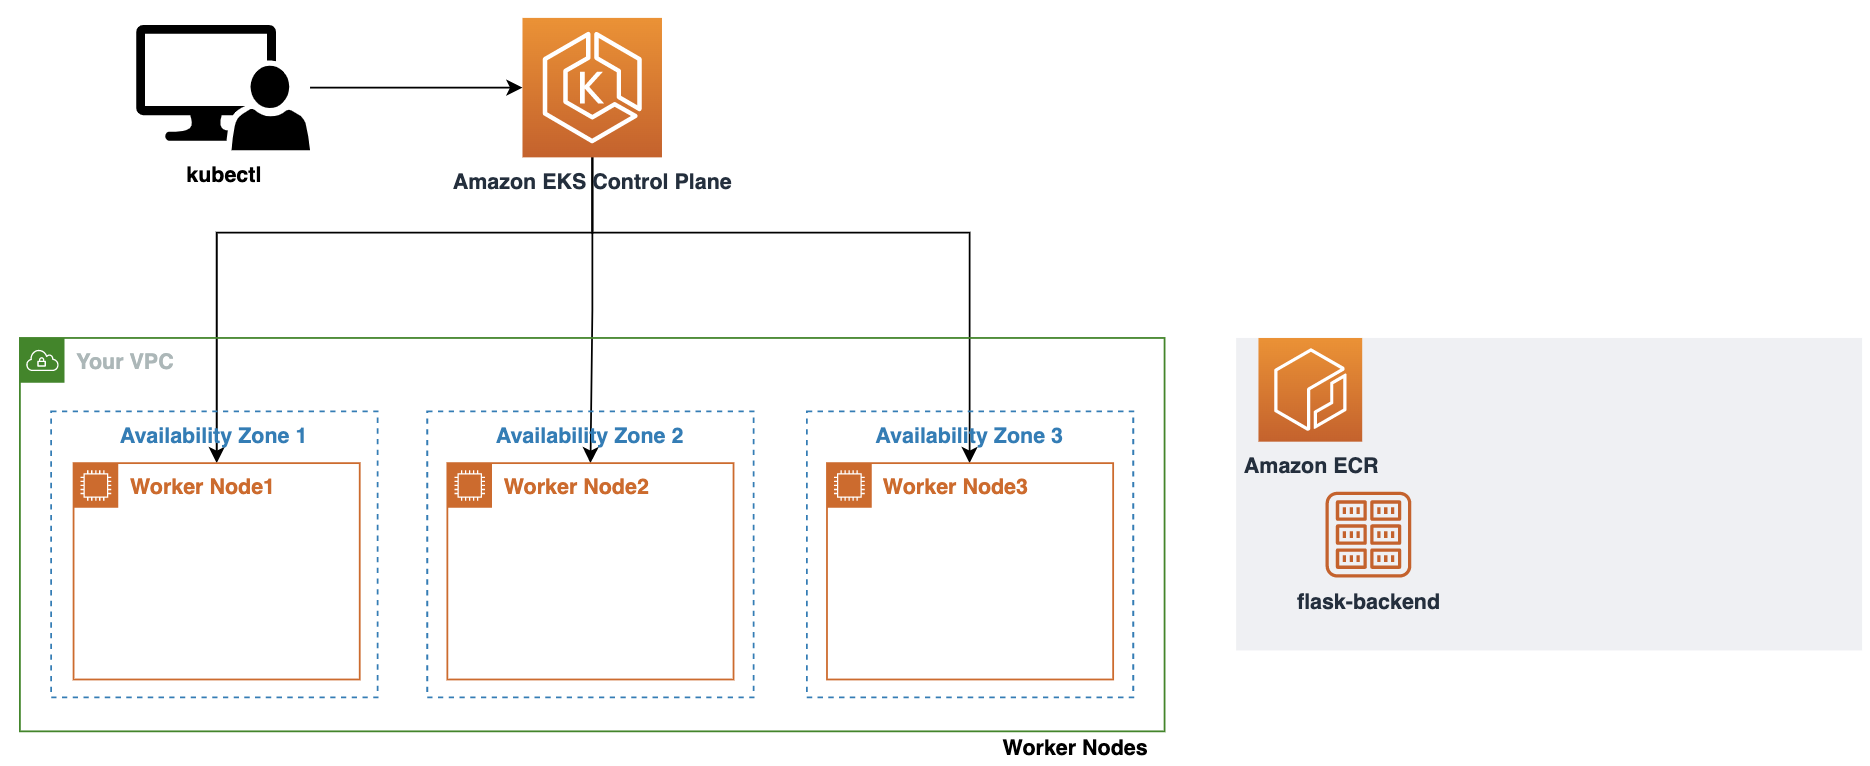 K
kubectl
Amazon EKS Control Plane
Your VPC
Availability Zone 1
Availability Zone 2
Availability Zone 3
Worker Node1
Worker Node2
Worker Node3
Amazon ECR
flask-backend
Worker Nodes